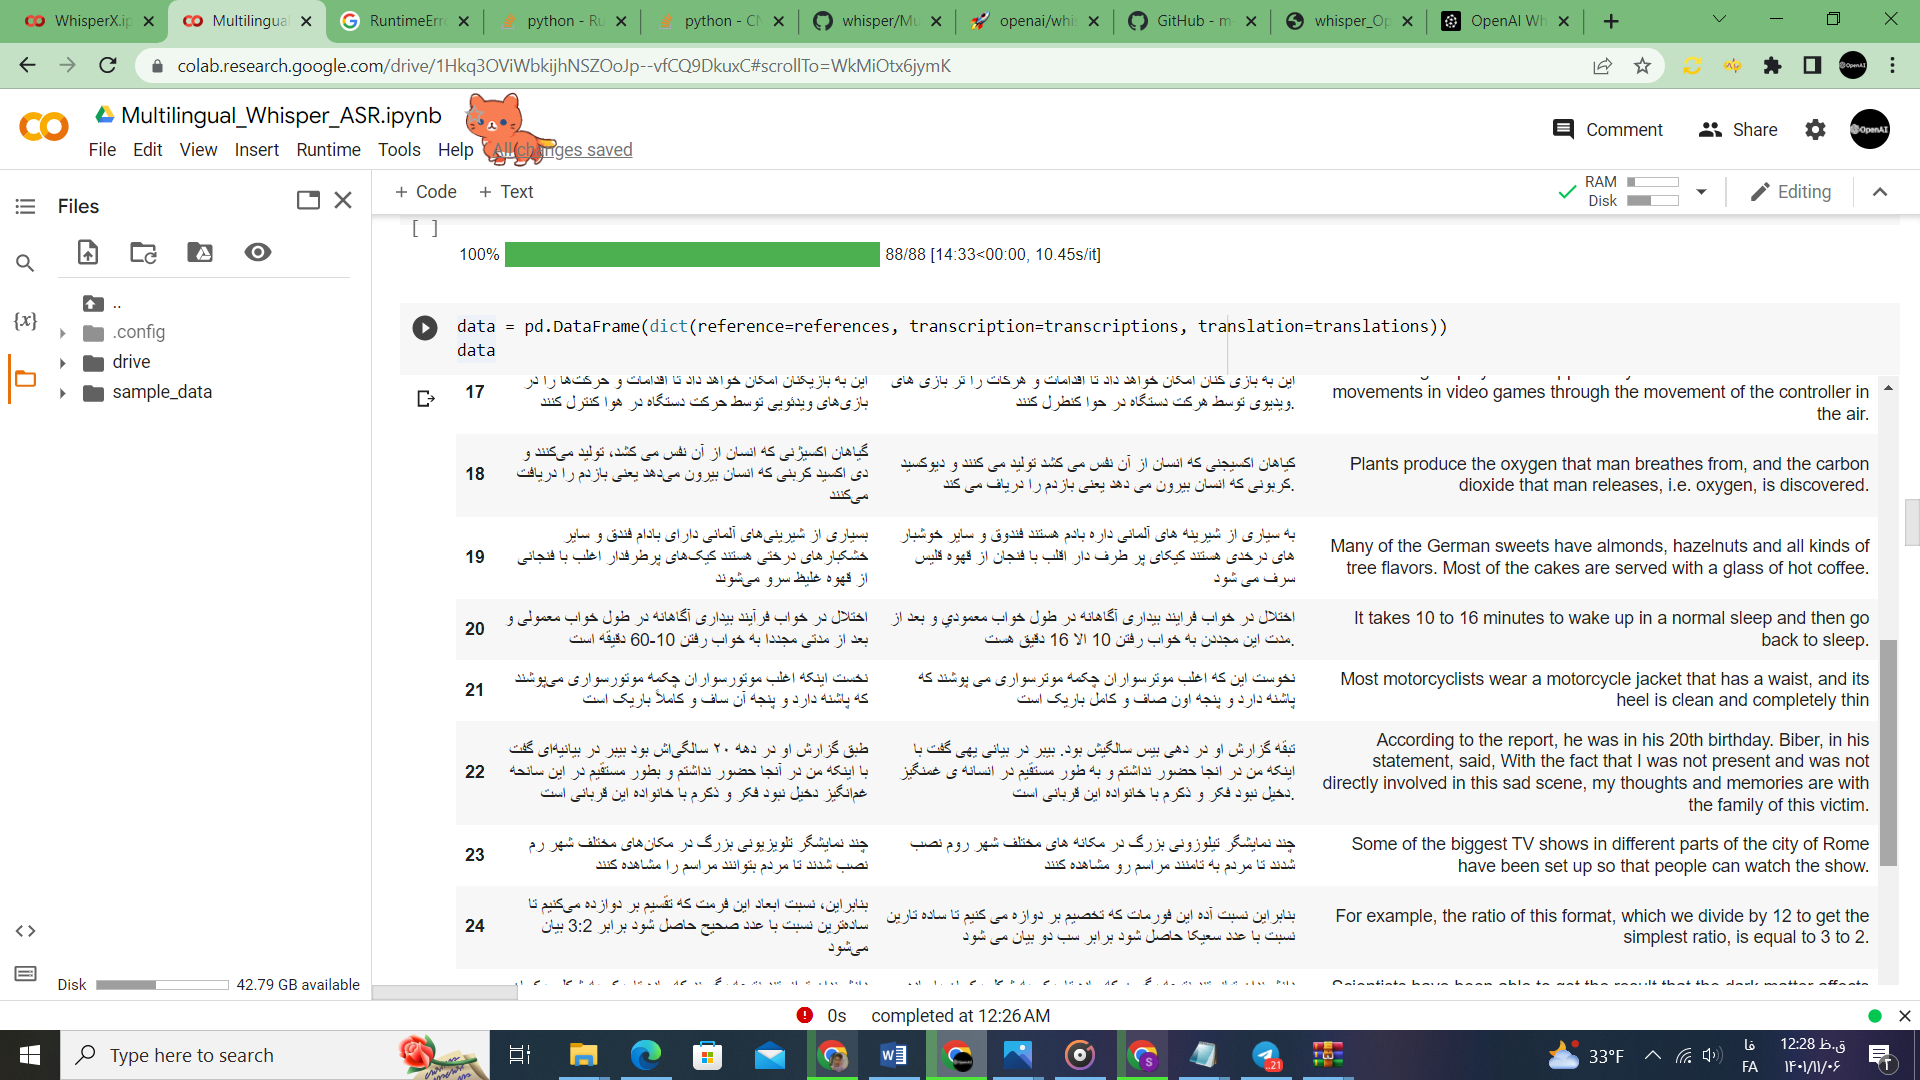 WhisperX.ip
Multilingual
RuntimeErro
python - Ru
python - CN
whisper/Mu
openai/whis
GitHub - m-
whisper_Op
OpenAI Wh
colab.research.google.com/drive/1Hkq3OViWbkijhNSZOoJp--vfCQ9DkuxC#scrollTo=WkMiOtx6jymK
Multilingual_Whisper_ASR.ipynb
Comment
Share
File Edit View Insert Runtime Tools Help All changes saved
Files
+ Code + Text
RAM
Disk
Editing
..
.config
drive
sample_data
[ ]
100% 88/88 [14:33<00:00, 10.45s/it]
data = pd.DataFrame(dict(reference=references, transcription=transcriptions, translation=translations))
data
17
این به بازیکنان امکان خواهد داد تا اقدامات و حرکت‌ها را در
بازی‌های ویدئویی توسط حرکت دستگاه در هوا کنترل کنند
این به بازی کنان امکان خواهد داد تا اقدامات و هرکات را تر بازی های
ویدیوی توسط هرکت دستگاه در حوا کنطرل کنند.
movements in video games through the movement of the controller in
the air.
18
گیاهان اکسیژنی که انسان از آن نفس می کشد، تولید می‌کنند و
دی اکسید کربنی که انسان بیرون می‌دهد یعنی بازدم را دریافت
می‌کنند
کیاهان اکسیجنی که انسان از آن نفس می کشد تولید می کنند و دیوکسید
کربونی که انسان بیرون می دهد یعنی بازدم را دریاف می کند.
Plants produce the oxygen that man breathes from, and the carbon
dioxide that man releases, i.e. oxygen, is discovered.
19
بسیاری از شیرینی‌های آلمانی دارای بادام فندق و سایر
خشکبارهای درختی هستند کیک‌های پرطرفدار اغلب با فنجانی
از قهوه غلیظ سرو می‌شوند
به سیاری از شیرینه های آلمانی داره بادم هستند فندوق و سایر خوشبار
های درخدی هستند کیکای پر طرف دار اقلب با فنجان از قهوه قلیس
سرف می شود
Many of the German sweets have almonds, hazelnuts and all kinds of
tree flavors. Most of the cakes are served with a glass of hot coffee.
20
اختلال در خواب فرآیند بیداری آگاهانه در طول خواب معمولی و
بعد از مدتی مجددا به خواب رفتن 10-60 دقیقه است
اختلال در خواب فرایند بیداری آگاهانه در طول خواب معمودي و بعد از
مدت این مجددن به خواب رفتن 10 الا 16 دقیق هست.
It takes 10 to 16 minutes to wake up in a normal sleep and then go
back to sleep.
21
نخست اینکه اغلب موتورسواران چکمه موتورسواری می‌پوشند
که پاشنه دارد و پنجه آن ساف و کاملاً باریک است
نخوست این که اغلب موترسواران چکمه موترسواری می پوشند که
پاشنه دارد و پنجه اون صاف و کامل باریک است
Most motorcyclists wear a motorcycle jacket that has a waist, and its
heel is clean and completely thin
22
طبق گزارش او در دهه ۲۰ سالگی‌اش بود بیبر در بیانیه‌ای گفت
با اینکه من در آنجا حضور نداشتم و بطور مستقیم در این سانحه
غم‌انگیز دخیل نبود فکر و ذکرم با خانواده این قربانی است
تبقه گزارش او در دهی بیس سالگیش بود. بیبر در بیانی یهی گفت با
اینکه من در انجا حضور نداشتم و به طور مستقیم در انسانه ی غمنگیز
دخیل نبود فکر و ذکرم با خانواده این قربانی است.
According to the report, he was in his 20th birthday. Biber, in his
statement, said, With the fact that I was not present and was not
directly involved in this sad scene, my thoughts and memories are with
the family of this victim.
23
چند نمایشگر تلویزیونی بزرگ در مکان‌های مختلف شهر رم
نصب شدند تا مردم بتوانند مراسم را مشاهده کنند
چند نمایشگر تیلوزونی بزرگ در مکانه های مختلف شهر روم نصب
شدند تا مردم به تامنند مراسم رو مشاهده کنند
Some of the biggest TV shows in different parts of the city of Rome
have been set up so that people can watch the show.
24
بنابراین، نسبت ابعاد این فرمت که تقسیم بر دوازده می‌کنیم تا
ساده‌ترین نسبت با عدد صحیح حاصل شود برابر 3:2 بیان
می‌شود
بنابراین نسبت آده این فورمات که تخصیم بر دوازه می کنیم تا ساده تارین
نسبت با عدد سعیکا حاصل شود برابر سب دو بیان می شود
For example, the ratio of this format, which we divide by 12 to get the
simplest ratio, is equal to 3 to 2.
Scientists have been able to get the result that the dark matter affects
Disk 42.79 GB available
0s completed at 12:26 AM
Type here to search
33°F
فا
FA
12:28 ق.ظ
۱۴۰۱/۱۱/۰۶